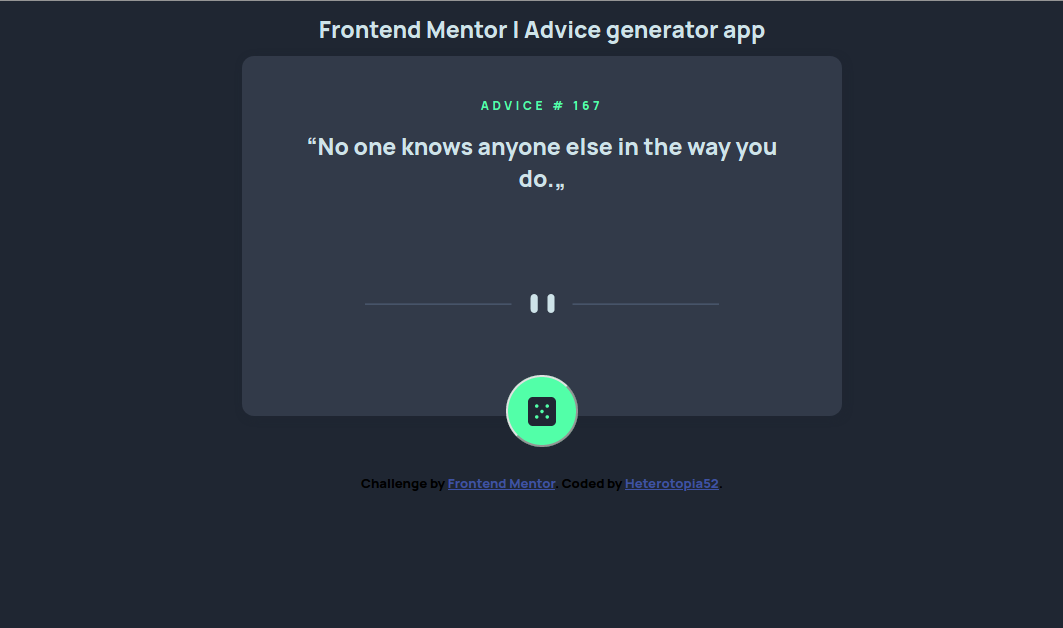 Frontend Mentor | Advice generator app
ADVICE # 167
“No one knows anyone else in the way you
do.„
Challenge by Frontend Mentor. Coded by Heterotopia52.